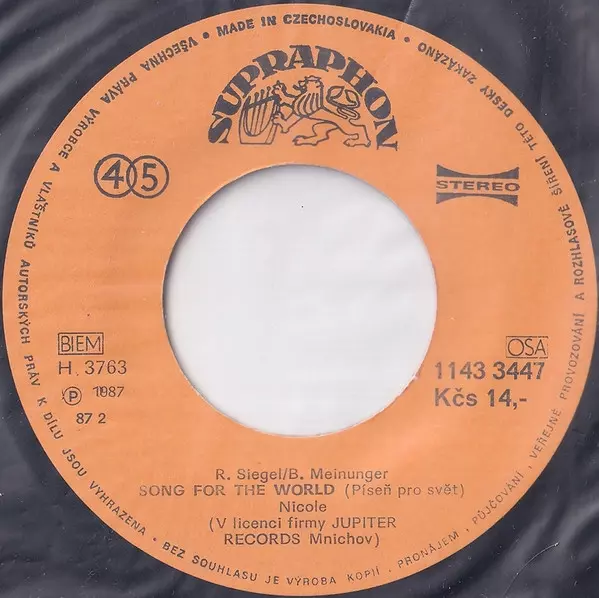 VŠECHNA PRÁVA VÝROBCE A VLASTNÍKŮ AUTORSKÝCH PRÁV K DÍLU JSOU VYHRAZENA • BEZ SOUHLASU JE VÝROBA KOPIÍ, PRONÁJEM, PŮJČOVÁNÍ, VEŘEJNÉ PROVOZOVÁNÍ A ROZHLASOVÉ ŠÍŘENÍ TÉTO DESKY ZAKÁZÁNO • MADE IN CZECHOSLOVAKIA •
SUPRAPHON
45
STEREO
BIEM
H. 3763
Ⓟ 1987
87 2
OSA
1143 3447
Kčs 14,-
R. Siegel/B. Meinunger
SONG FOR THE WORLD (Píseň pro svět)
Nicole
(V licenci firmy JUPITER
RECORDS Mnichov)